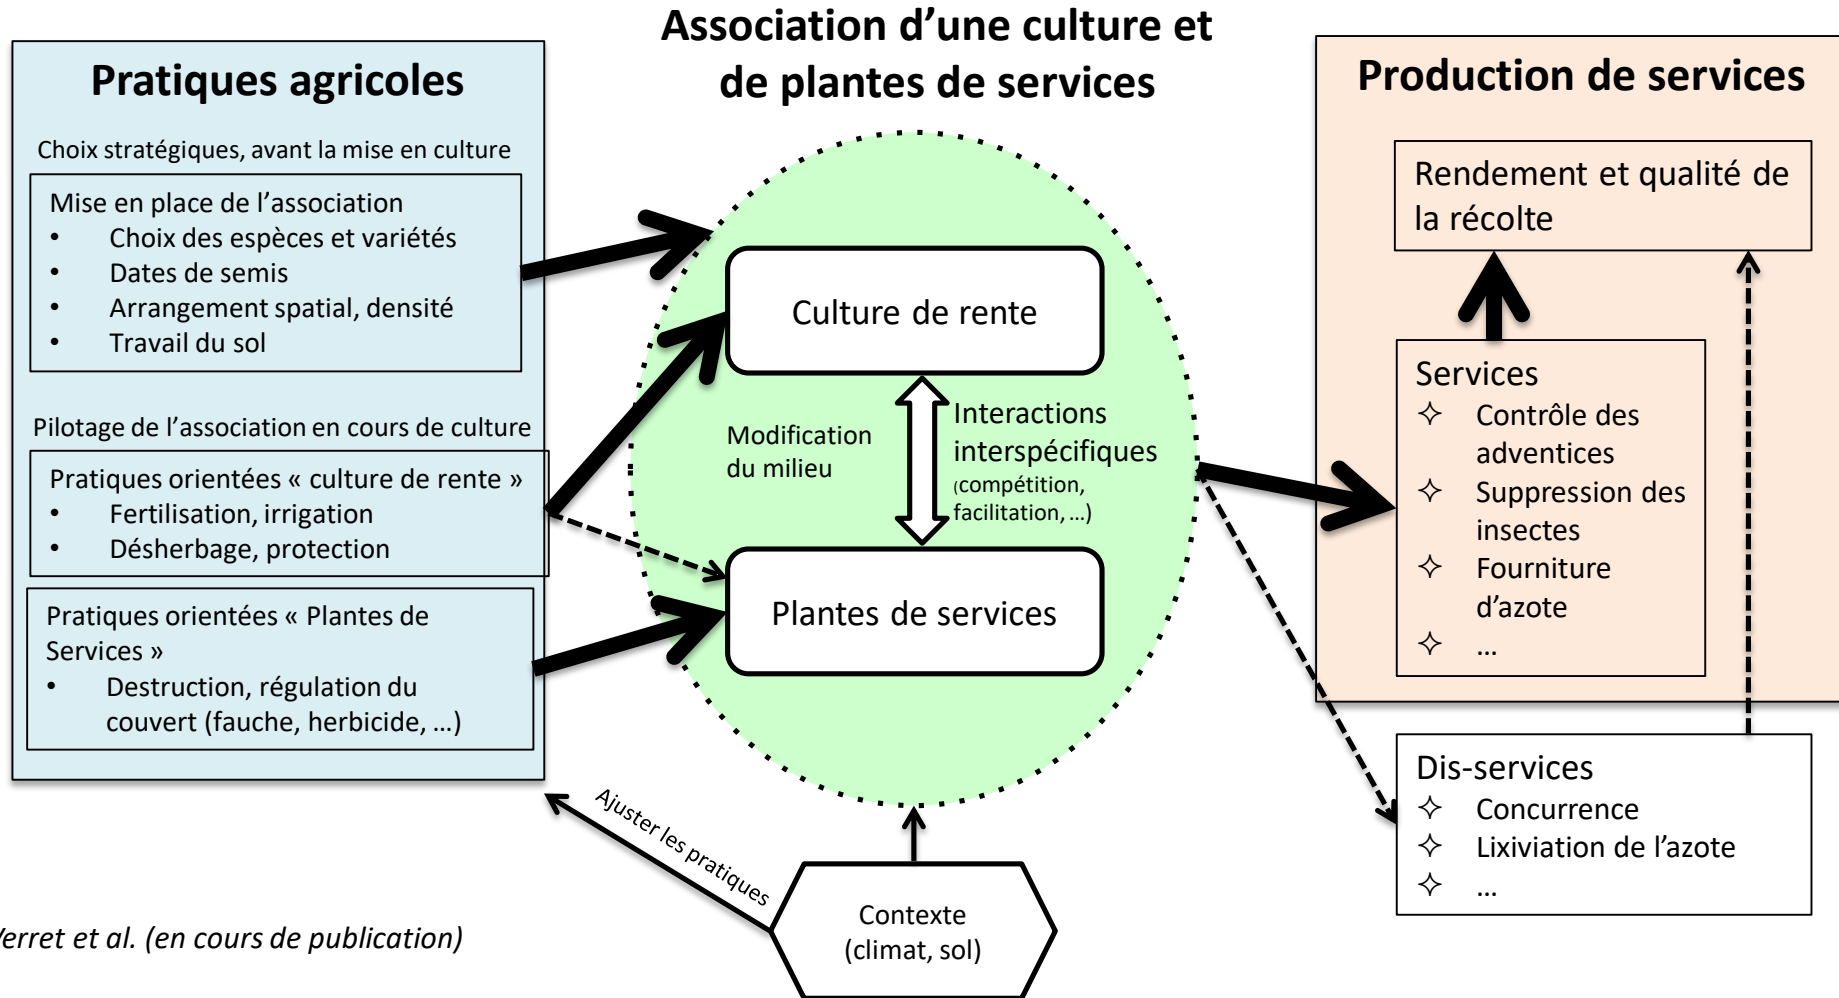 Association d’une culture et
de plantes de services
Pratiques agricoles
Choix stratégiques, avant la mise en culture
Mise en place de l’association
• Choix des espèces et variétés
• Dates de semis
• Arrangement spatial, densité
• Travail du sol
Pilotage de l’association en cours de culture
Pratiques orientées « culture de rente »
• Fertilisation, irrigation
• Désherbage, protection
Pratiques orientées « Plantes de
Services »
• Destruction, régulation du
couvert (fauche, herbicide, …)
Culture de rente
Modification
du milieu
Interactions
interspécifiques
(compétition,
facilitation, …)
Plantes de services
Ajuster les pratiques
Contexte
(climat, sol)
Production de services
Rendement et qualité de
la récolte
Services
✧ Contrôle des
adventices
✧ Suppression des
insectes
✧ Fourniture
d’azote
✧ …
Dis-services
✧ Concurrence
✧ Lixiviation de l’azote
✧ …
Verret et al. (en cours de publication)